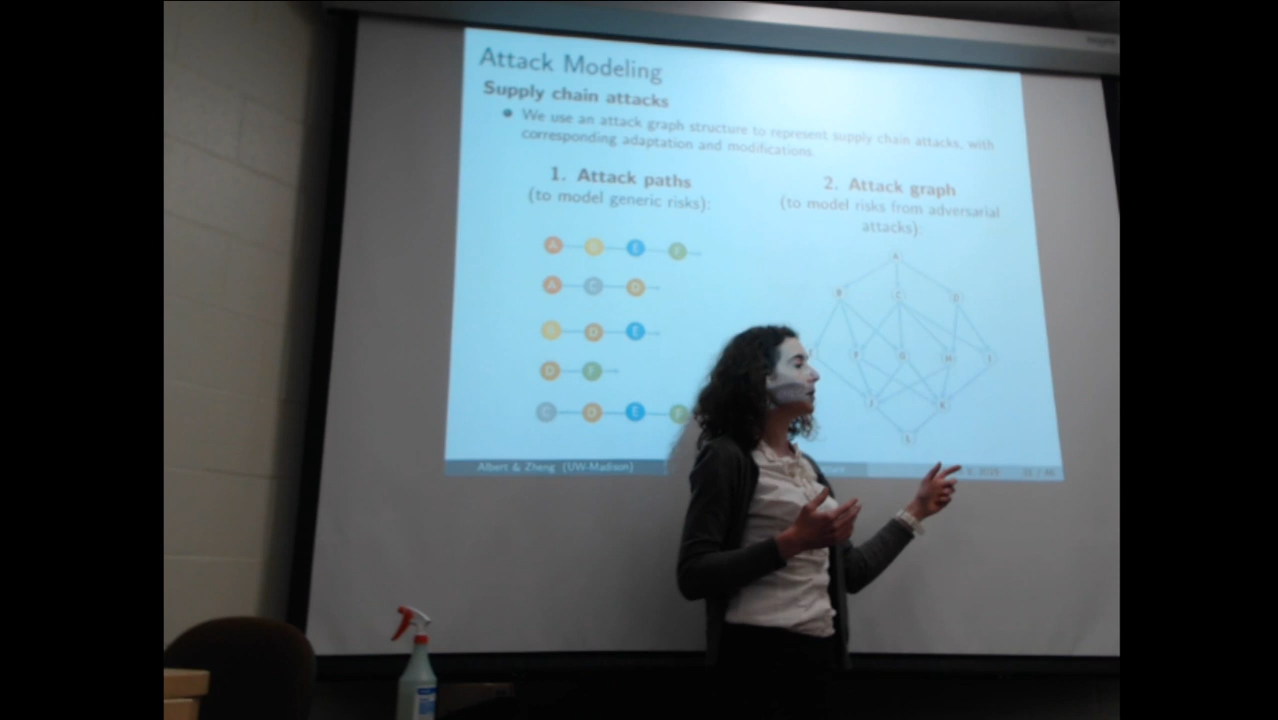 Attack Modeling
Supply chain attacks
We use an attack graph structure to represent supply chain attacks, with
corresponding adaptation and modifications.
1. Attack paths
(to model generic risks):
A G E F
A C D
G D E
D F
C D E F
2. Attack graph
(to model risks from adversarial
attacks):
A
B C D
F G H I
J K
L
Albert & Zheng (UW-Madison)